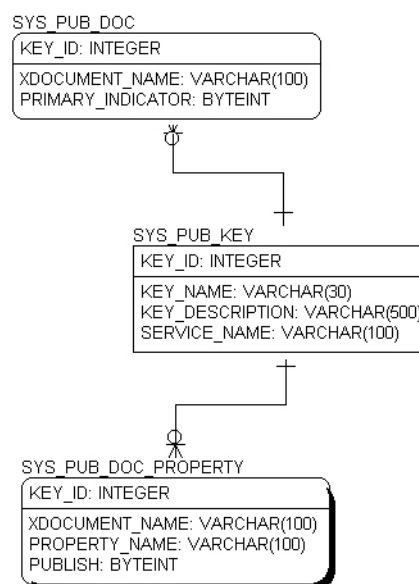 SYS_PUB_DOC
KEY_ID: INTEGER
XDOCUMENT_NAME: VARCHAR(100)
PRIMARY_INDICATOR: BYTEINT
SYS_PUB_KEY
KEY_ID: INTEGER
KEY_NAME: VARCHAR(30)
KEY_DESCRIPTION: VARCHAR(500)
SERVICE_NAME: VARCHAR(100)
SYS_PUB_DOC_PROPERTY
KEY_ID: INTEGER
XDOCUMENT_NAME: VARCHAR(100)
PROPERTY_NAME: VARCHAR(100)
PUBLISH: BYTEINT